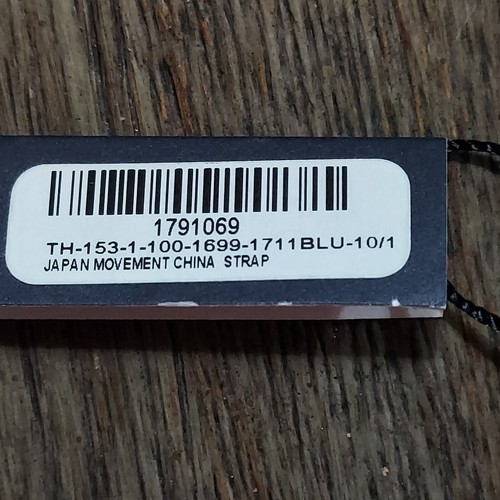 1791069
TH-153-1-100-1699-1711BLU-10/1
JAPAN MOVEMENT CHINA STRAP